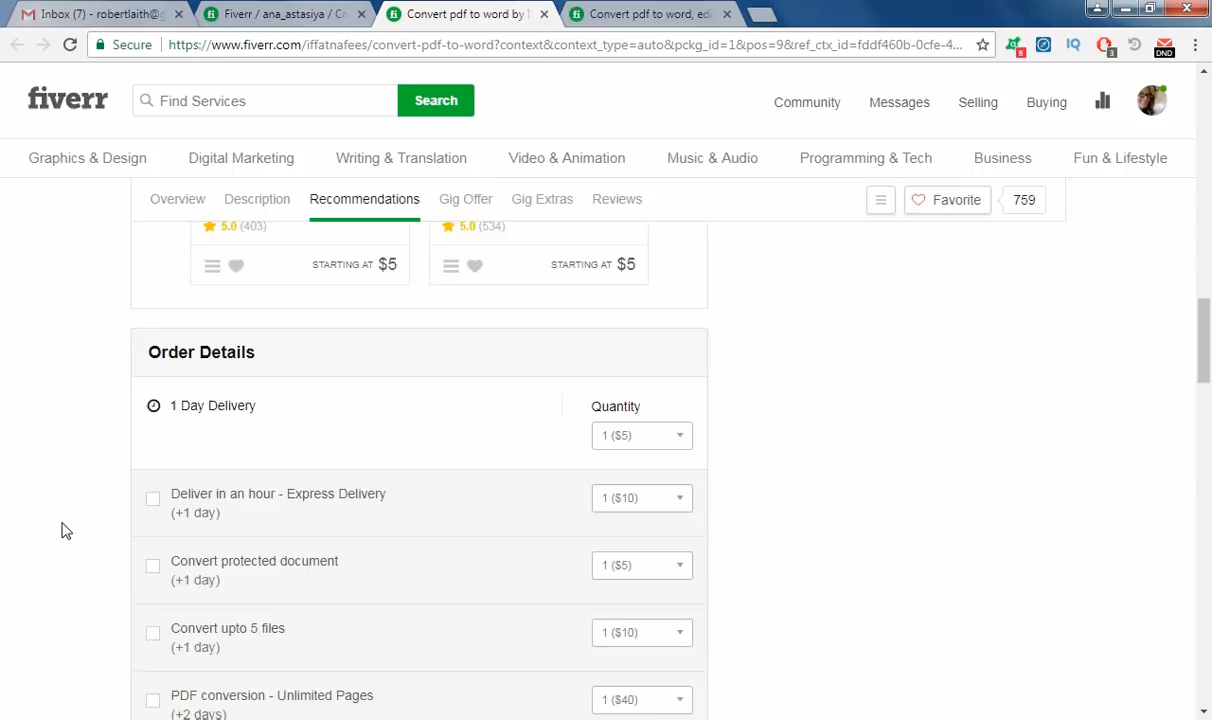 Inbox (7) - robertlaith@g
Fiverr / ana_astasiya / Cr
Convert pdf to word by I
Convert pdf to word, edi
Secure
https://www.fiverr.com/iffatnafees/convert-pdf-to-word?context&context_type=auto&pckg_id=1&pos=9&ref_ctx_id=fddf460b-0cfe-4...
8
3
DND
fiverr
Find Services
Search
Community
Messages
Selling
Buying
Graphics & Design
Digital Marketing
Writing & Translation
Video & Animation
Music & Audio
Programming & Tech
Business
Fun & Lifestyle
Overview
Description
Recommendations
Gig Offer
Gig Extras
Reviews
Favorite
759
5.0 (403)
5.0 (534)
STARTING AT $5
STARTING AT $5
Order Details
1 Day Delivery
Quantity
1 ($5)
Deliver in an hour - Express Delivery
(+1 day)
1 ($10)
Convert protected document
(+1 day)
1 ($5)
Convert upto 5 files
(+1 day)
1 ($10)
PDF conversion - Unlimited Pages
(+2 days)
1 ($40)